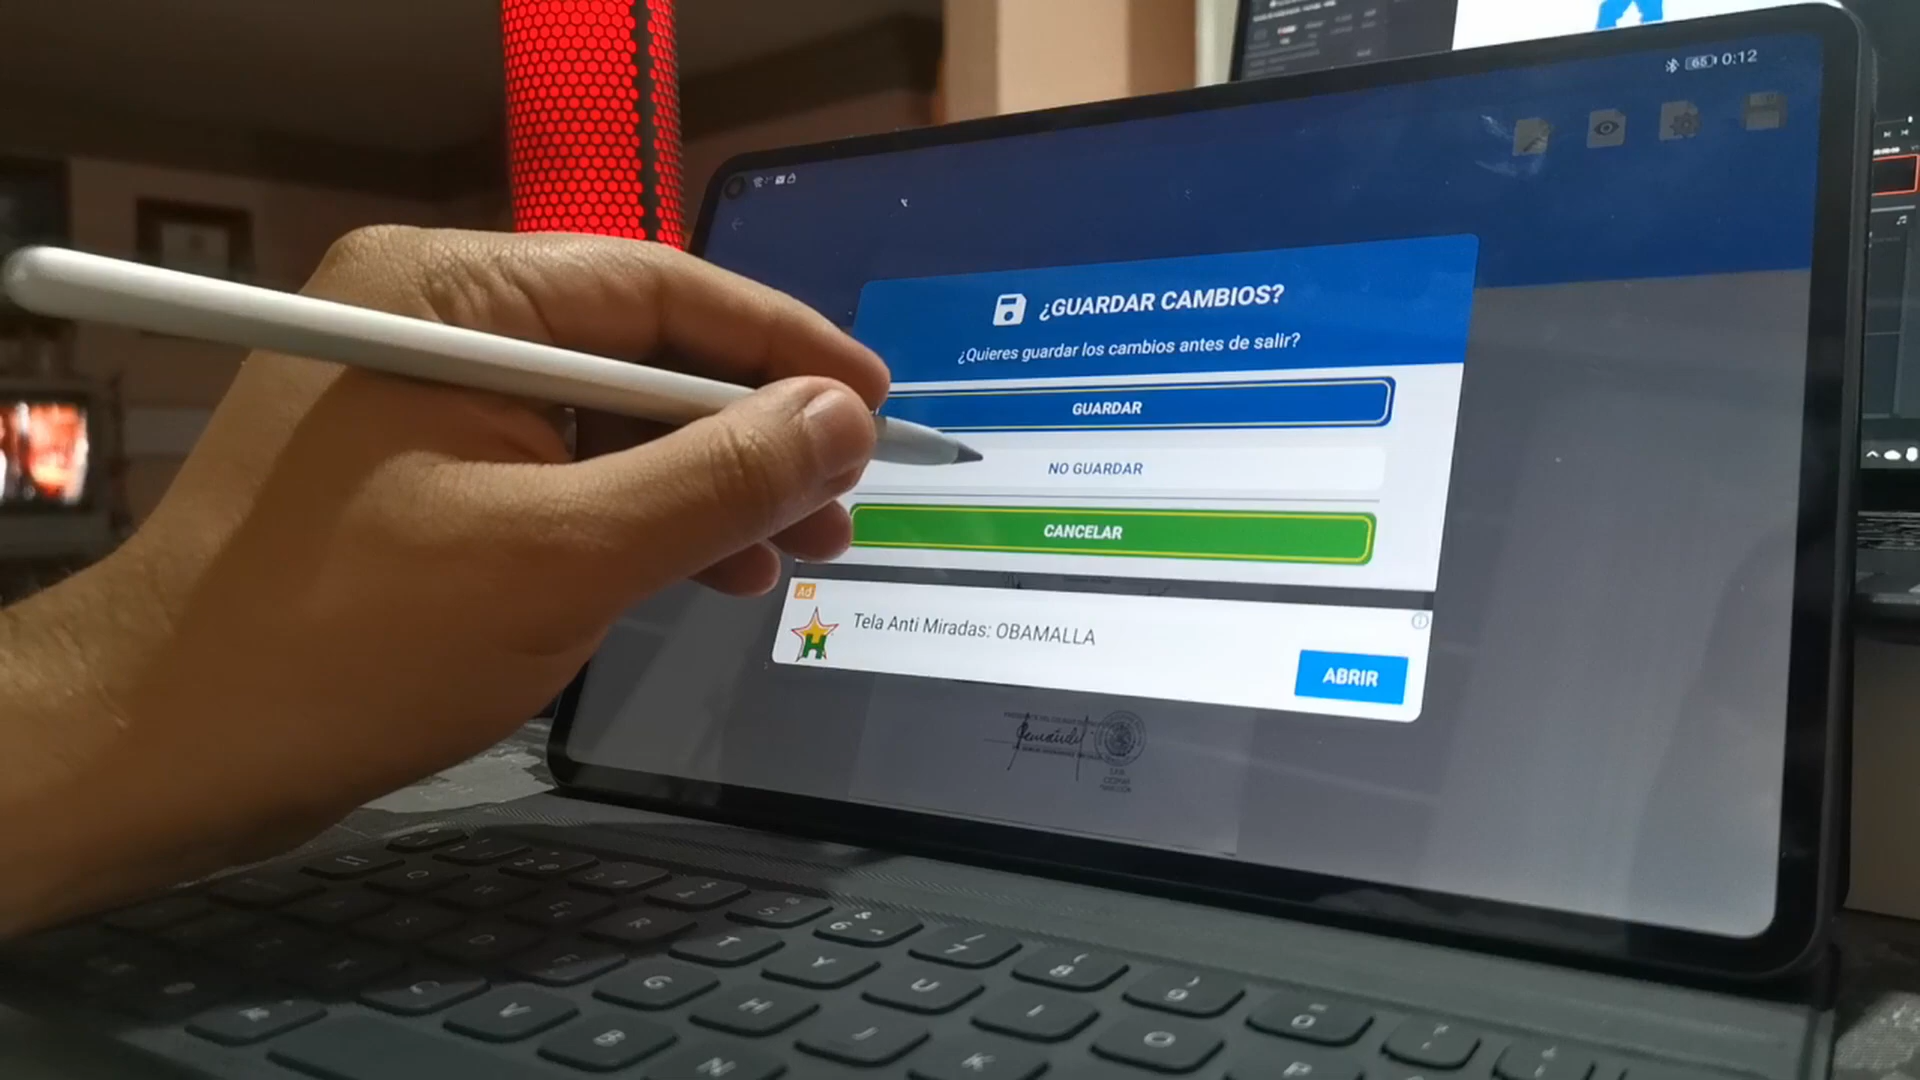 65 0:12
¿GUARDAR CAMBIOS?
¿Quieres guardar los cambios antes de salir?
GUARDAR
NO GUARDAR
CANCELAR
Ad
H
Tela Anti Miradas: OBAMALLA
ABRIR
W
E
R
T
Y
U
I
O
P
D
G
H
J
K
C
V
B
N